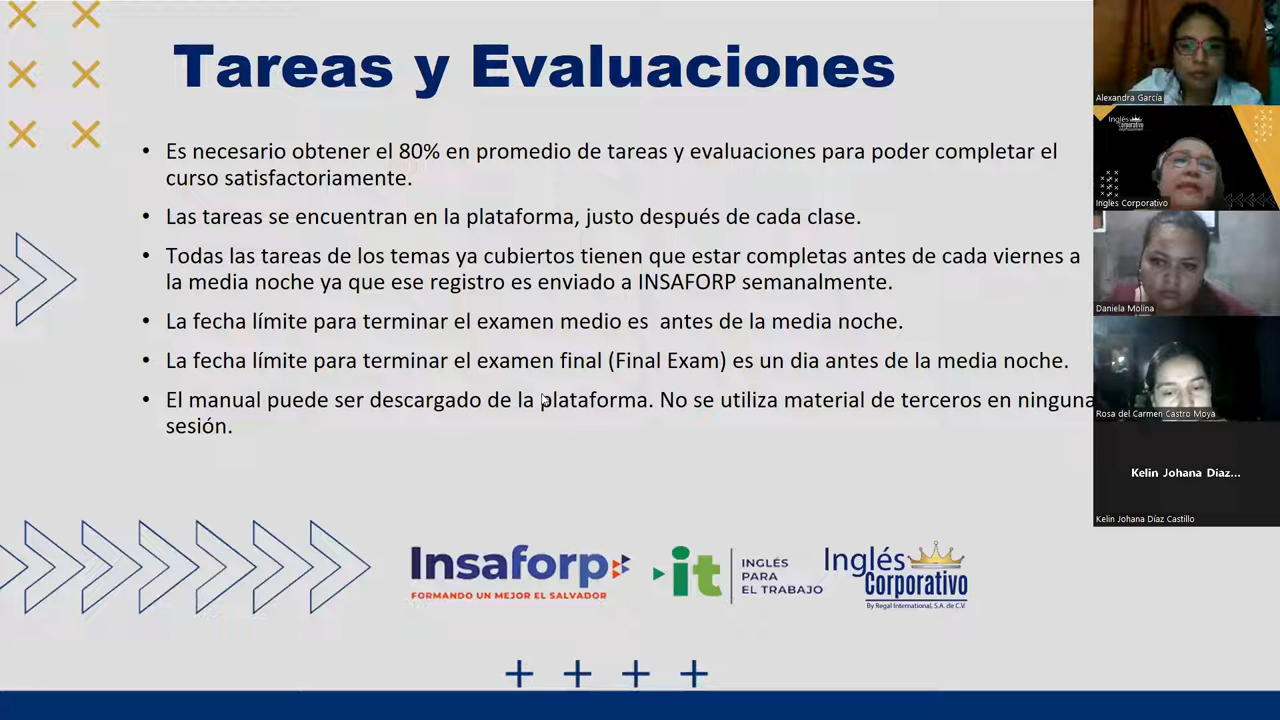 Tareas y Evaluaciones
• Es necesario obtener el 80% en promedio de tareas y evaluaciones para poder completar el
curso satisfactoriamente.
• Las tareas se encuentran en la plataforma, justo después de cada clase.
• Todas las tareas de los temas ya cubiertos tienen que estar completas antes de cada viernes a
la media noche ya que ese registro es enviado a INSAFORP semanalmente.
• La fecha límite para terminar el examen medio es  antes de la media noche.
• La fecha límite para terminar el examen final (Final Exam) es un dia antes de la media noche.
• El manual puede ser descargado de la plataforma. No se utiliza material de terceros en ninguna
sesión.
Insaforp
FORMANDO UN MEJOR EL SALVADOR
it
INGLÉS
PARA
EL TRABAJO
Inglés
Corporativo
By Regal International, S.A. de C.V.
Alexandra García
Inglés
Corporativo
Ingles Corporativo
Daniela Molina
Rosa del Carmen Castro Moya
Kelin Johana Díaz...
Kelin Johana Díaz Castillo